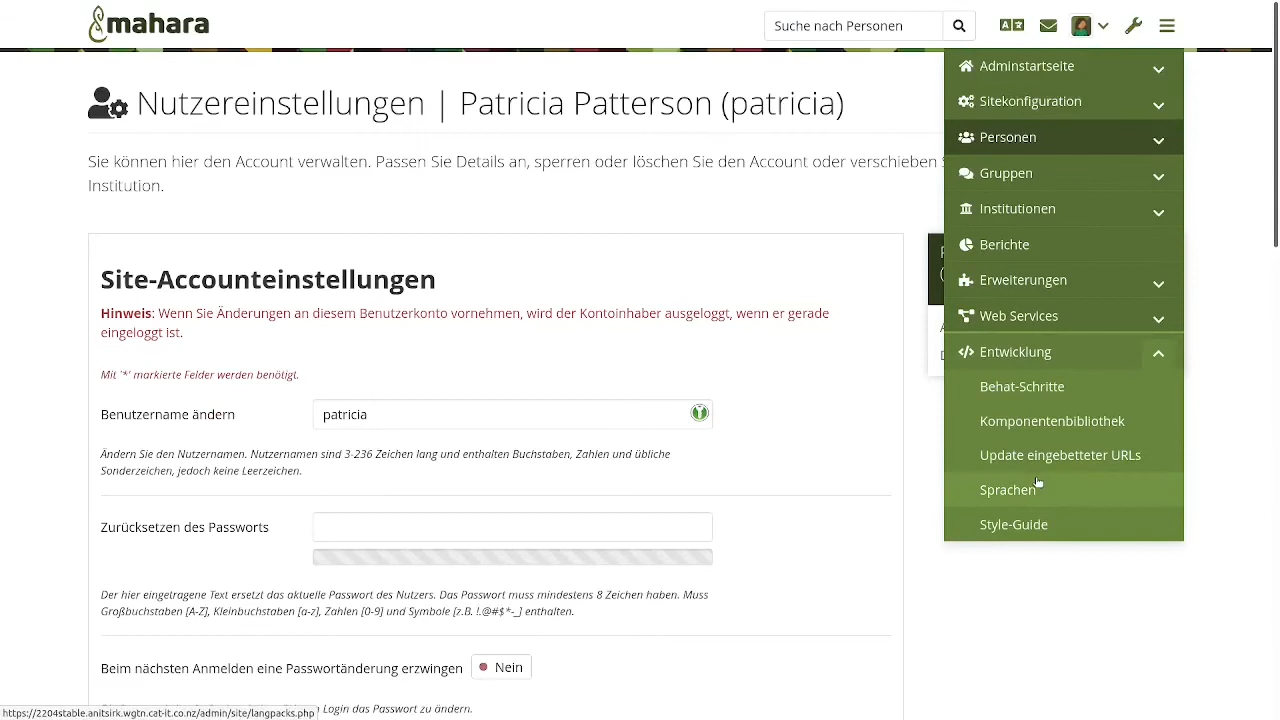 mahara
Suche nach Personen
Nutzereinstellungen | Patricia Patterson (patricia)
Sie können hier den Account verwalten. Passen Sie Details an, sperren oder löschen Sie den Account oder verschieben
Institution.
Site-Accounteinstellungen
Hinweis: Wenn Sie Änderungen an diesem Benutzerkonto vornehmen, wird der Kontoinhaber ausgeloggt, wenn er gerade
eingeloggt ist.
Mit '*' markierte Felder werden benötigt.
Benutzername ändern
patricia
Ändern Sie den Nutzernamen. Nutzernamen sind 3-236 Zeichen lang und enthalten Buchstaben, Zahlen und übliche
Sonderzeichen, jedoch keine Leerzeichen.
Zurücksetzen des Passworts
Der hier eingetragene Text ersetzt das aktuelle Passwort des Nutzers. Das Passwort muss mindestens 8 Zeichen haben. Muss
Großbuchstaben [A-Z], Kleinbuchstaben [a-z], Zahlen [0-9] und Symbole [z.B. !.@#$*-_] enthalten.
Beim nächsten Anmelden eine Passwortänderung erzwingen
Nein
Login das Passwort zu ändern.
Adminstartseite
Sitekonfiguration
Personen
Gruppen
Institutionen
Berichte
Erweiterungen
Web Services
Entwicklung
Behat-Schritte
Komponentenbibliothek
Update eingebetteter URLs
Sprachen
Style-Guide
https://2204stable.anitsirk.wgtn.cat-it.co.nz/admin/site/langpacks.php